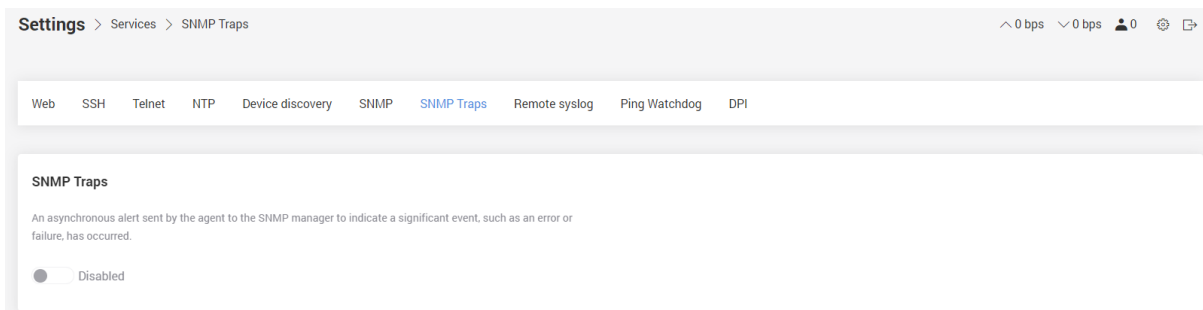 Settings > Services > SNMP Traps 0 bps 0 bps 0
Web SSH Telnet NTP Device discovery SNMP SNMP Traps Remote syslog Ping Watchdog DPI
SNMP Traps
An asynchronous alert sent by the agent to the SNMP manager to indicate a significant event, such as an error or
failure, has occurred.
Disabled